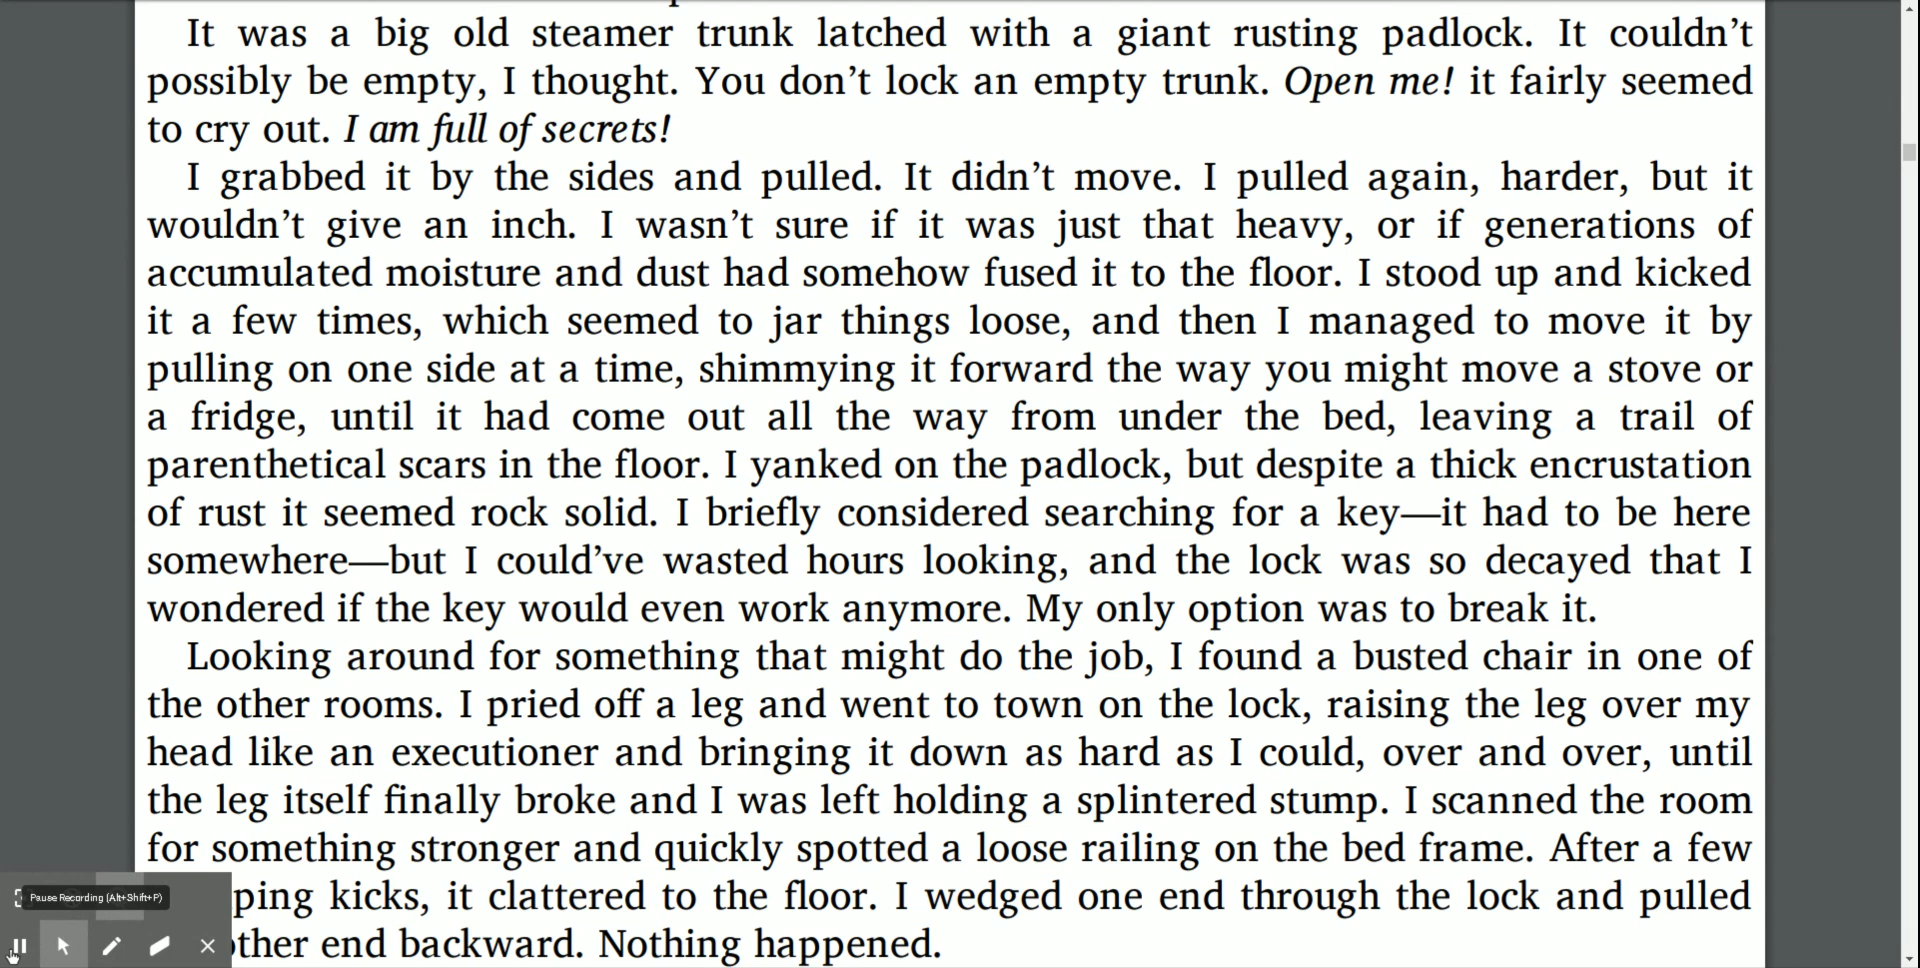 It was a big old steamer trunk latched with a giant rusting padlock. It couldn’t
possibly be empty, I thought. You don’t lock an empty trunk. Open me! it fairly seemed
to cry out. I am full of secrets!
I grabbed it by the sides and pulled. It didn’t move. I pulled again, harder, but it
wouldn’t give an inch. I wasn’t sure if it was just that heavy, or if generations of
accumulated moisture and dust had somehow fused it to the floor. I stood up and kicked
it a few times, which seemed to jar things loose, and then I managed to move it by
pulling on one side at a time, shimmying it forward the way you might move a stove or
a fridge, until it had come out all the way from under the bed, leaving a trail of
parenthetical scars in the floor. I yanked on the padlock, but despite a thick encrustation
of rust it seemed rock solid. I briefly considered searching for a key—it had to be here
somewhere—but I could’ve wasted hours looking, and the lock was so decayed that I
wondered if the key would even work anymore. My only option was to break it.
Looking around for something that might do the job, I found a busted chair in one of
the other rooms. I pried off a leg and went to town on the lock, raising the leg over my
head like an executioner and bringing it down as hard as I could, over and over, until
the leg itself finally broke and I was left holding a splintered stump. I scanned the room
for something stronger and quickly spotted a loose railing on the bed frame. After a few
ping kicks, it clattered to the floor. I wedged one end through the lock and pulled
other end backward. Nothing happened.
Pause Recording (Alt+Shift+P)